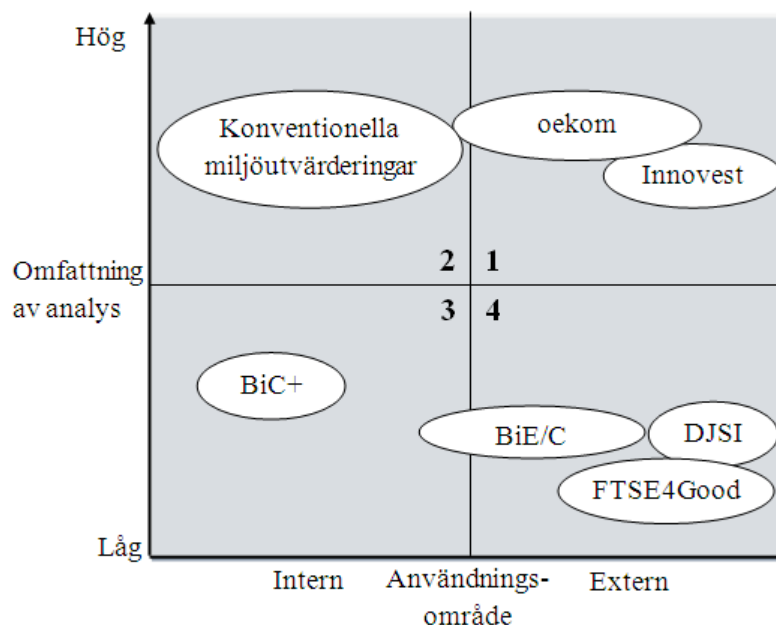 Hög
Konventionella
miljöutvärderingar
oekom
Innovest
Omfattning
av analys
2 1
3 4
BiC+
BiE/C
DJSI
FTSE4Good
Låg
Intern
Användnings-
område
Extern